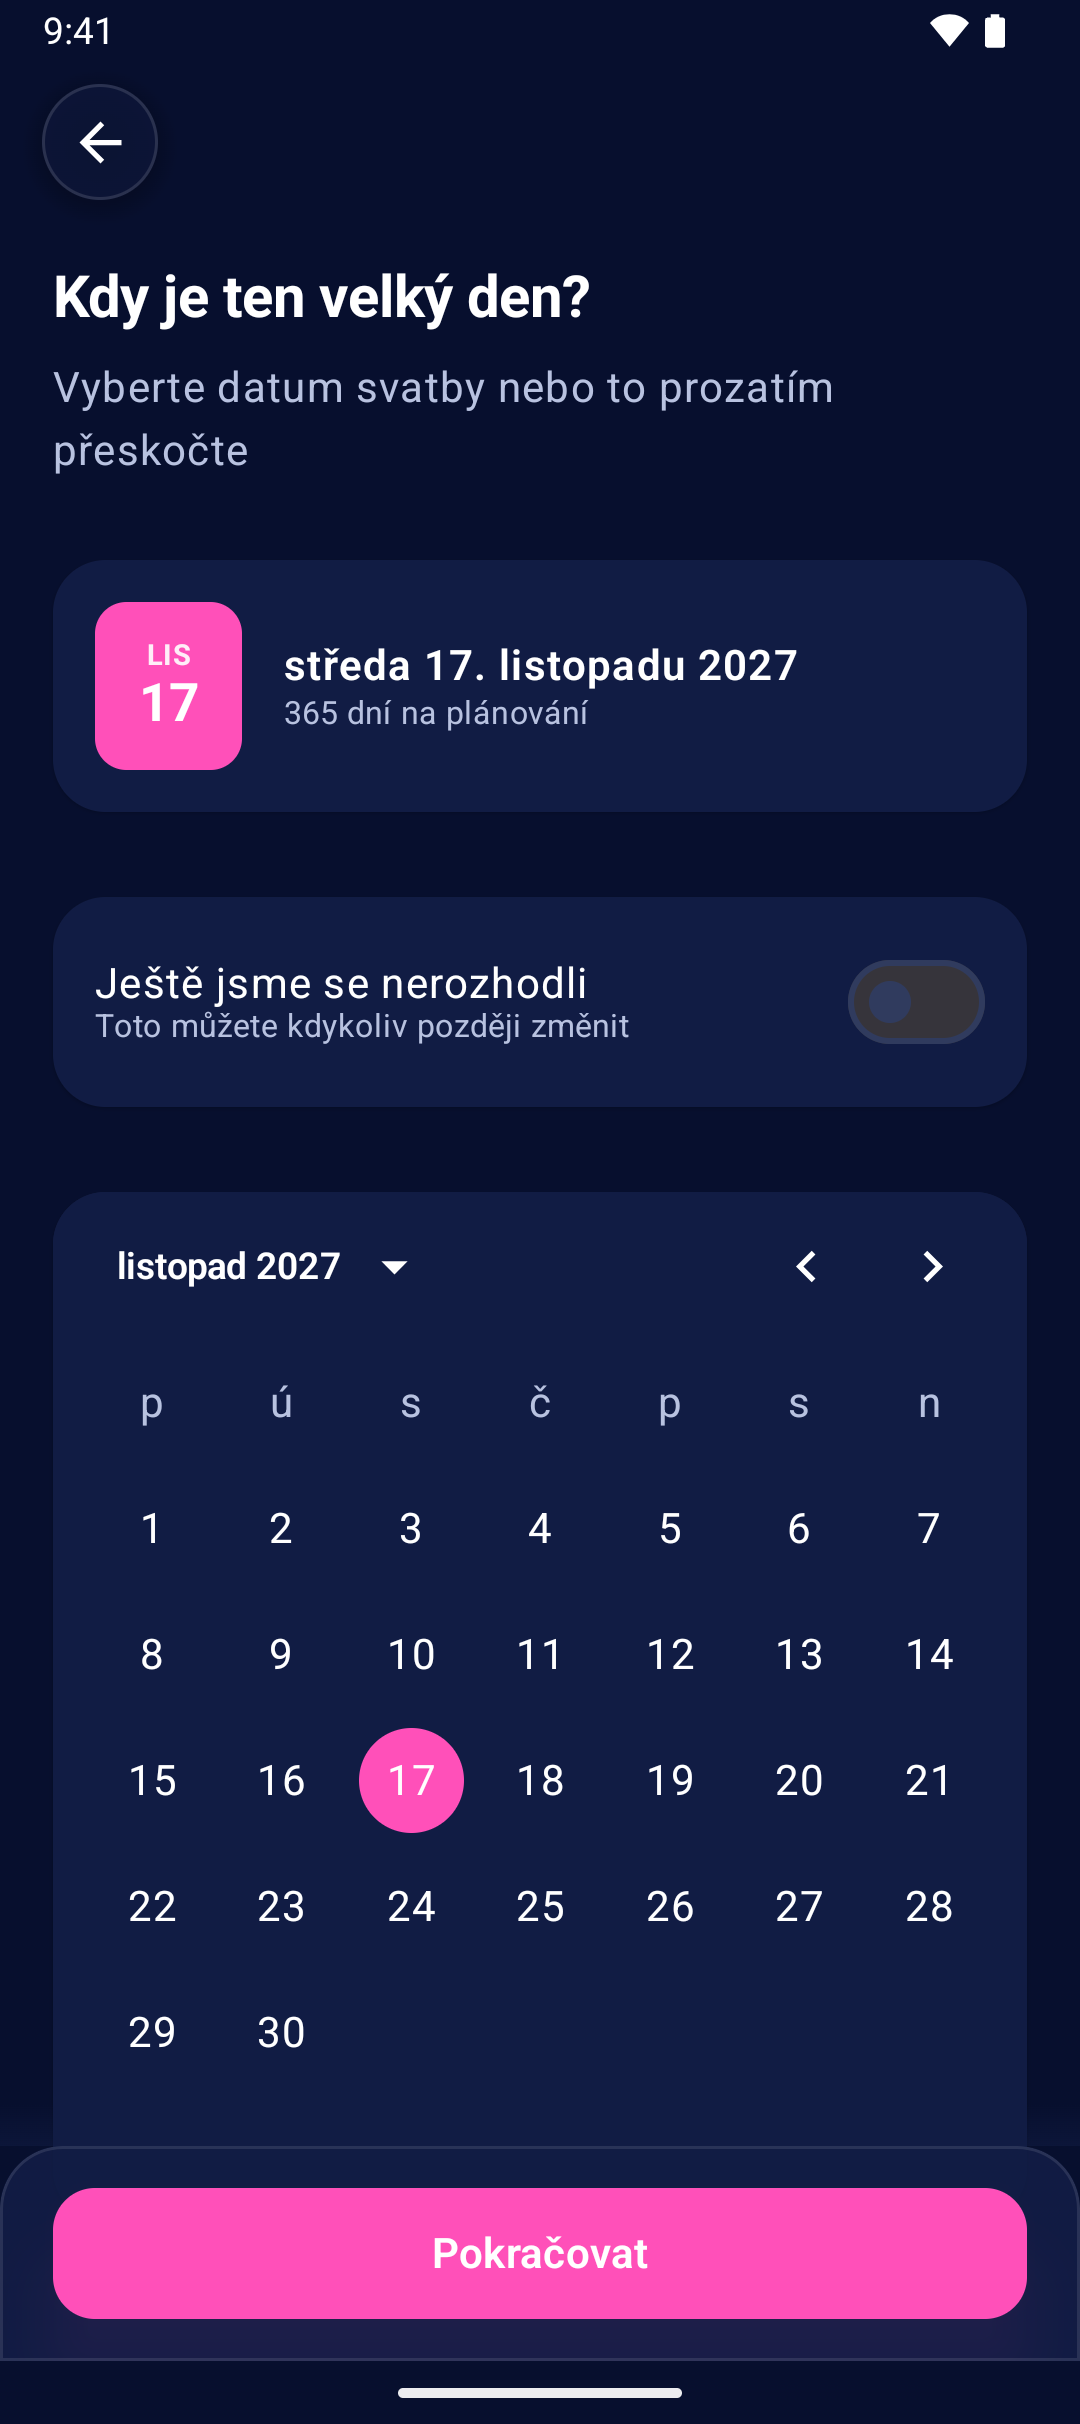 9:41
Kdy je ten velký den?
Vyberte datum svatby nebo to prozatím
přeskočte
LIS
17
středa 17. listopadu 2027
365 dní na plánování
Ještě jsme se nerozhodli
Toto můžete kdykoliv později změnit
listopad 2027
p ú s č p s n
1 2 3 4 5 6 7
8 9 10 11 12 13 14
15 16 17 18 19 20 21
22 23 24 25 26 27 28
29 30
Pokračovat